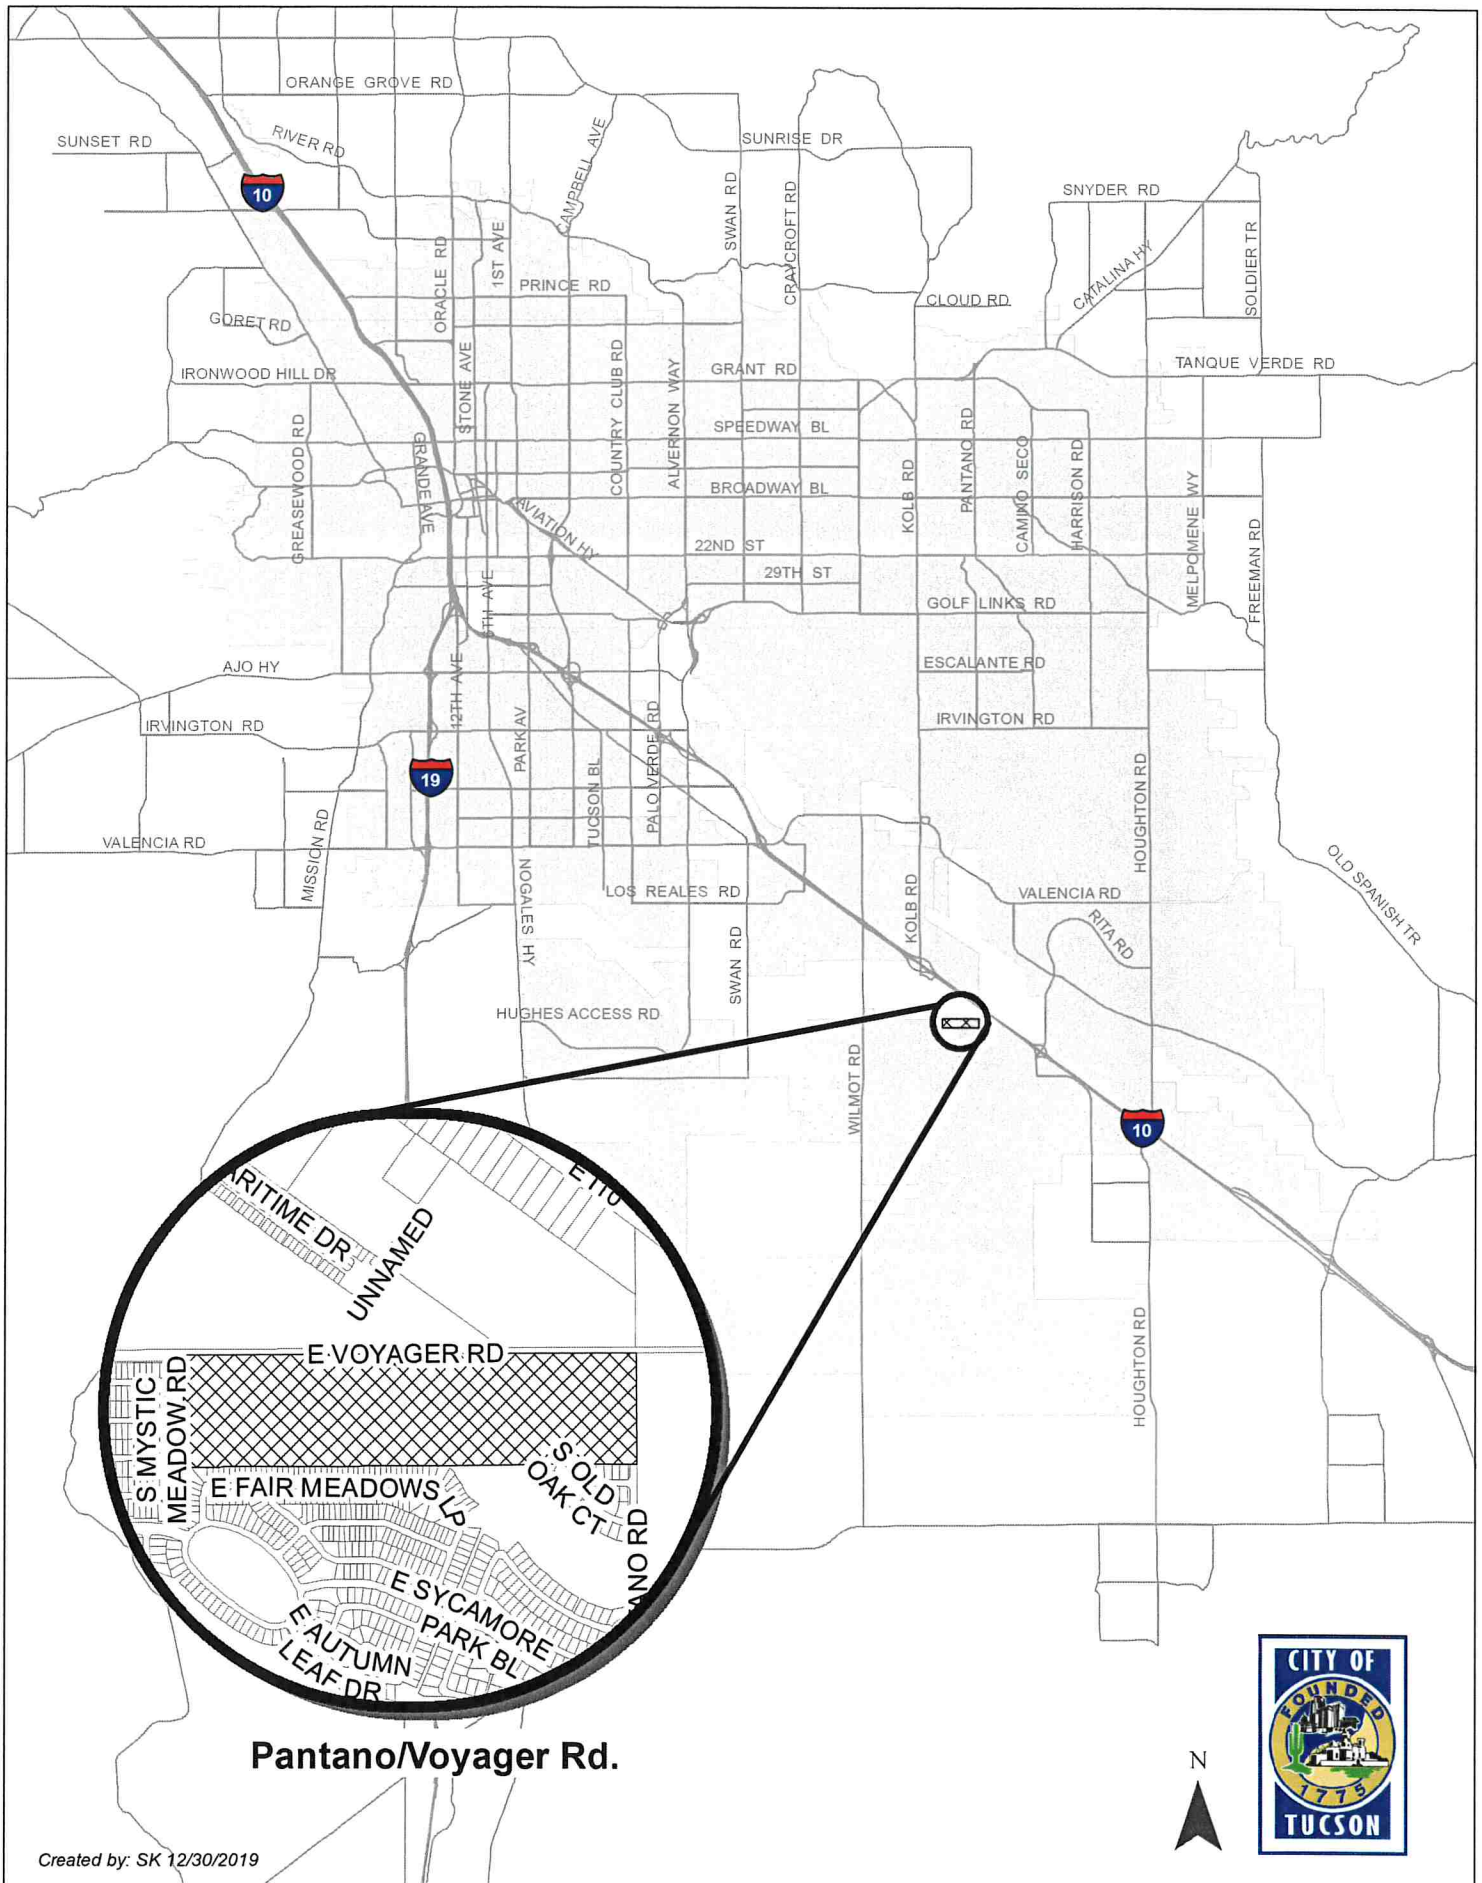 ORANGE GROVE RD
SUNSET RD
RIVER RD
CAMPBELL AVE
SUNRISE DR
10
SWAN RD
CRAYCROFT RD
SNYDER RD
ORACLE RD
1ST AVE
CATALINA HY
SOLDIER TR
PRINCE RD
CLOUD RD
GORET RD
IRONWOOD HILL DR
STONE AVE
COUNTRY CLUB RD
ALVERNON WAY
GRANT RD
TANQUE VERDE RD
GREASEWOOD RD
GRANDE AVE
SPEEDWAY BL
KOLB RD
PANTANO RD
CAMINO SECO
HARRISON RD
BROADWAY BL
MELPOMENE WY
FREEMAN RD
AVIATION HY
22ND ST
29TH ST
6TH AVE
GOLF LINKS RD
AJO HY
12TH AVE
ESCALANTE RD
IRVINGTON RD
PARK AV
PALO VERDE RD
IRVINGTON RD
19
TUCSON BL
HOUGHTON RD
VALENCIA RD
MISSION RD
NOGALES HY
LOS REALES RD
KOLB RD
VALENCIA RD
RITA RD
OLD SPANISH TR
SWAN RD
HUGHES ACCESS RD
WILMOT RD
10
HOUGHTON RD
ARITIME DR
UNNAMED
E I10
E VOYAGER RD
S MYSTIC
MEADOW RD
E FAIR MEADOWS LP
S OLD
OAK CT
ANO RD
E SYCAMORE
PARK BL
E AUTUMN
LEAF DR
Pantano/Voyager Rd.
N
CITY OF
FOUNDED
1775
TUCSON
Created by: SK 12/30/2019